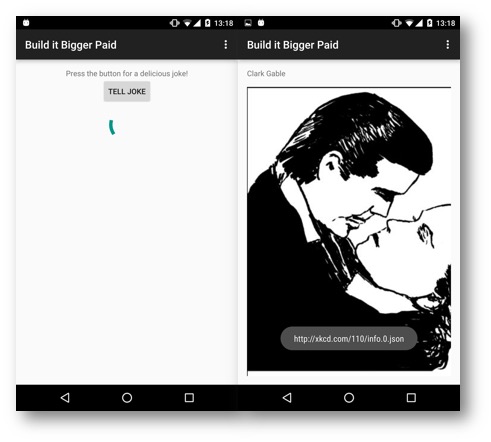 13:18
Build it Bigger Paid
Press the button for a delicious joke!
TELL JOKE
13:18
Build it Bigger Paid
Clark Gable
http://xkcd.com/110/info.0.json